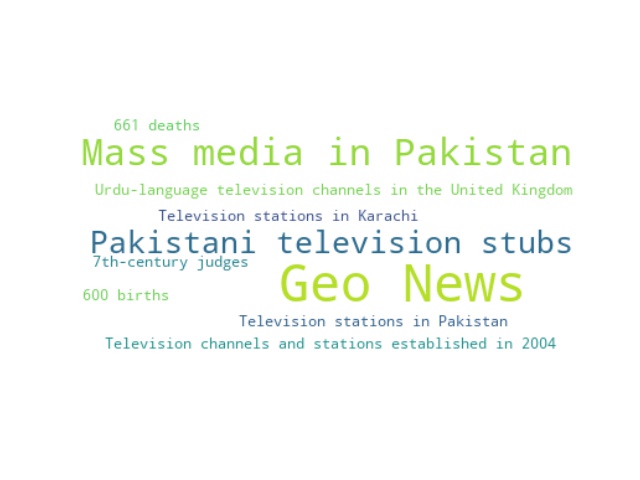 661 deaths
Mass media in Pakistan
Urdu-language television channels in the United Kingdom
Television stations in Karachi
Pakistani television stubs
7th-century judges
Geo News
600 births
Television stations in Pakistan
Television channels and stations established in 2004